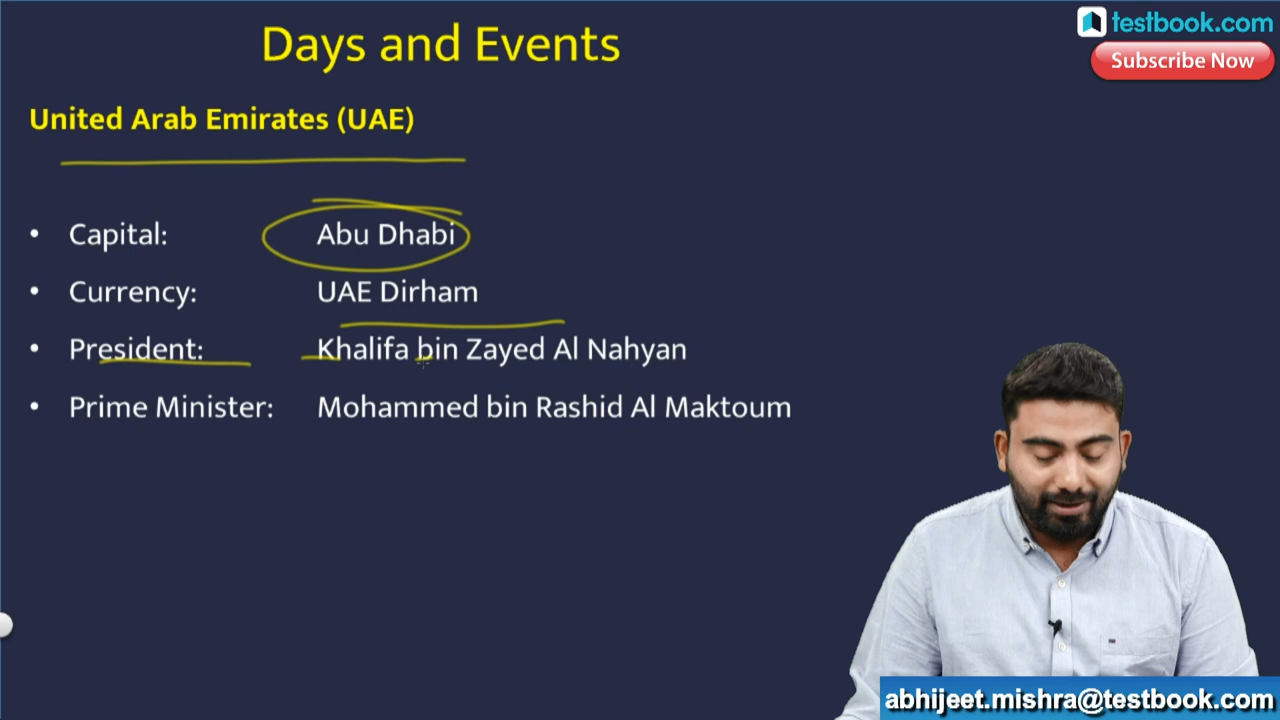 Days and Events
testbook.com
Subscribe Now
United Arab Emirates (UAE)
• Capital: Abu Dhabi
• Currency: UAE Dirham
• President: Khalifa bin Zayed Al Nahyan
• Prime Minister: Mohammed bin Rashid Al Maktoum
abhijeet.mishra@testbook.com